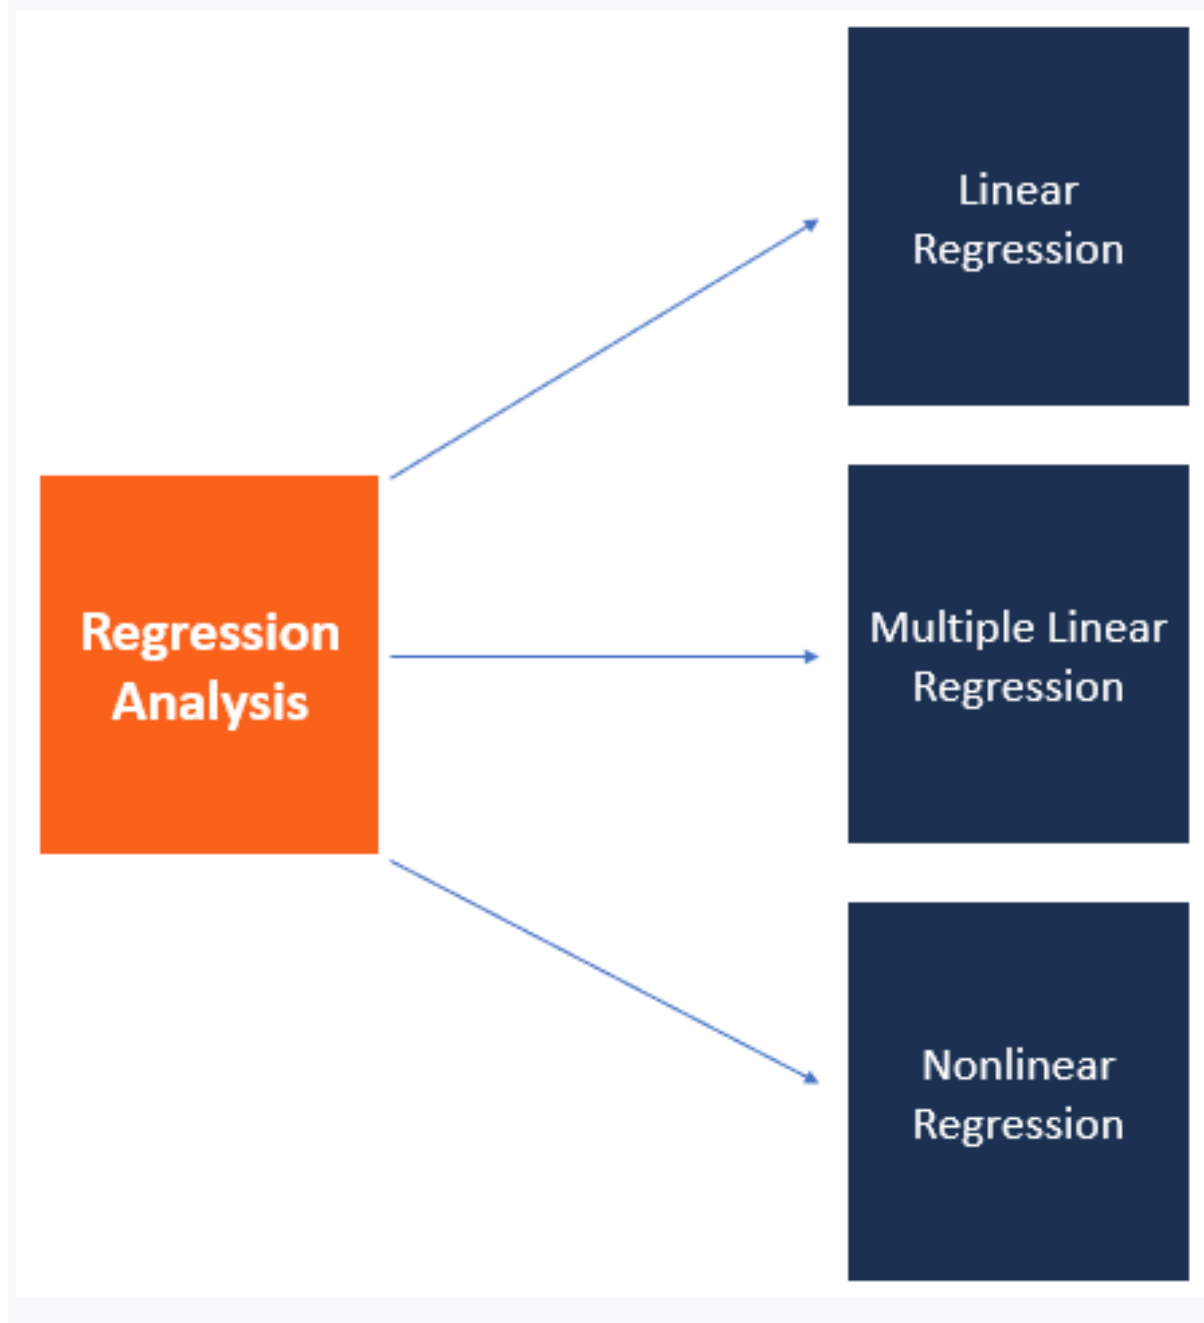 Linear
Regression
Regression
Analysis
Multiple Linear
Regression
Nonlinear
Regression